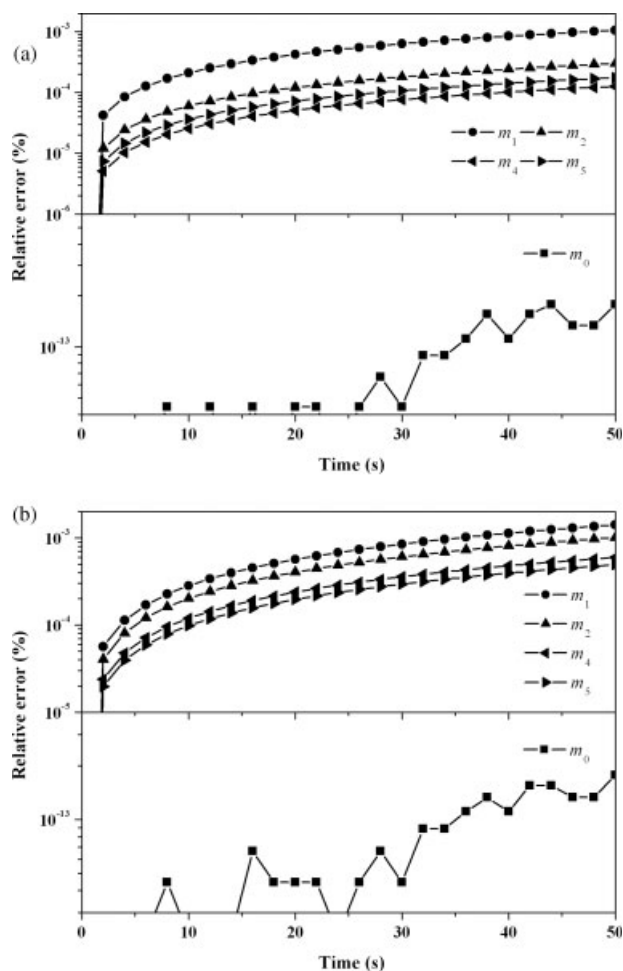 (a)
10⁻³
10⁻⁴
10⁻⁵
10⁻⁶
m₁ m₂
m₄ m₅
Relative error (%)
m₀
10⁻¹³
0 10 20 30 40 50
Time (s)
(b)
10⁻³
10⁻⁴
10⁻⁵
m₁
m₂
m₄
m₅
Relative error (%)
m₀
10⁻¹³
0 10 20 30 40 50
Time (s)